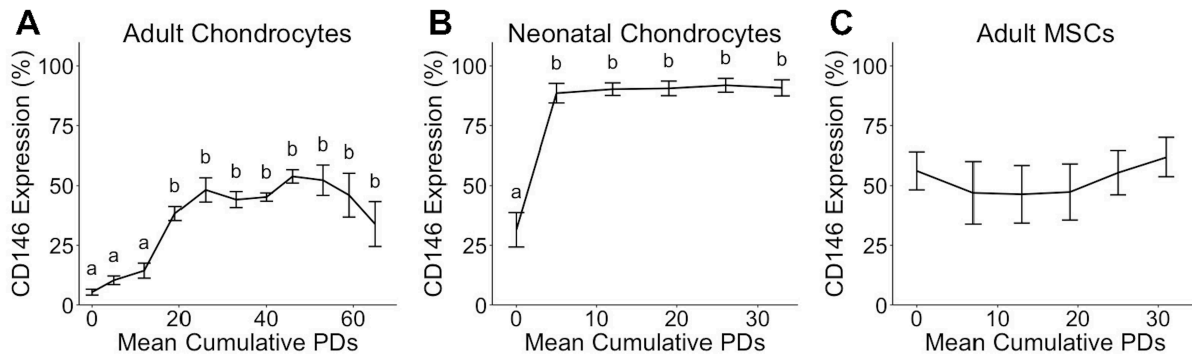 A
Adult Chondrocytes
CD146 Expression (%)
100
75
50
25
0
a
a
a
b
b
b
b
b
b
b
b
0
20
40
60
Mean Cumulative PDs
B
Neonatal Chondrocytes
CD146 Expression (%)
100
75
50
25
0
a
b
b
b
b
b
0
10
20
30
Mean Cumulative PDs
C
Adult MSCs
CD146 Expression (%)
100
75
50
25
0
0
10
20
30
Mean Cumulative PDs